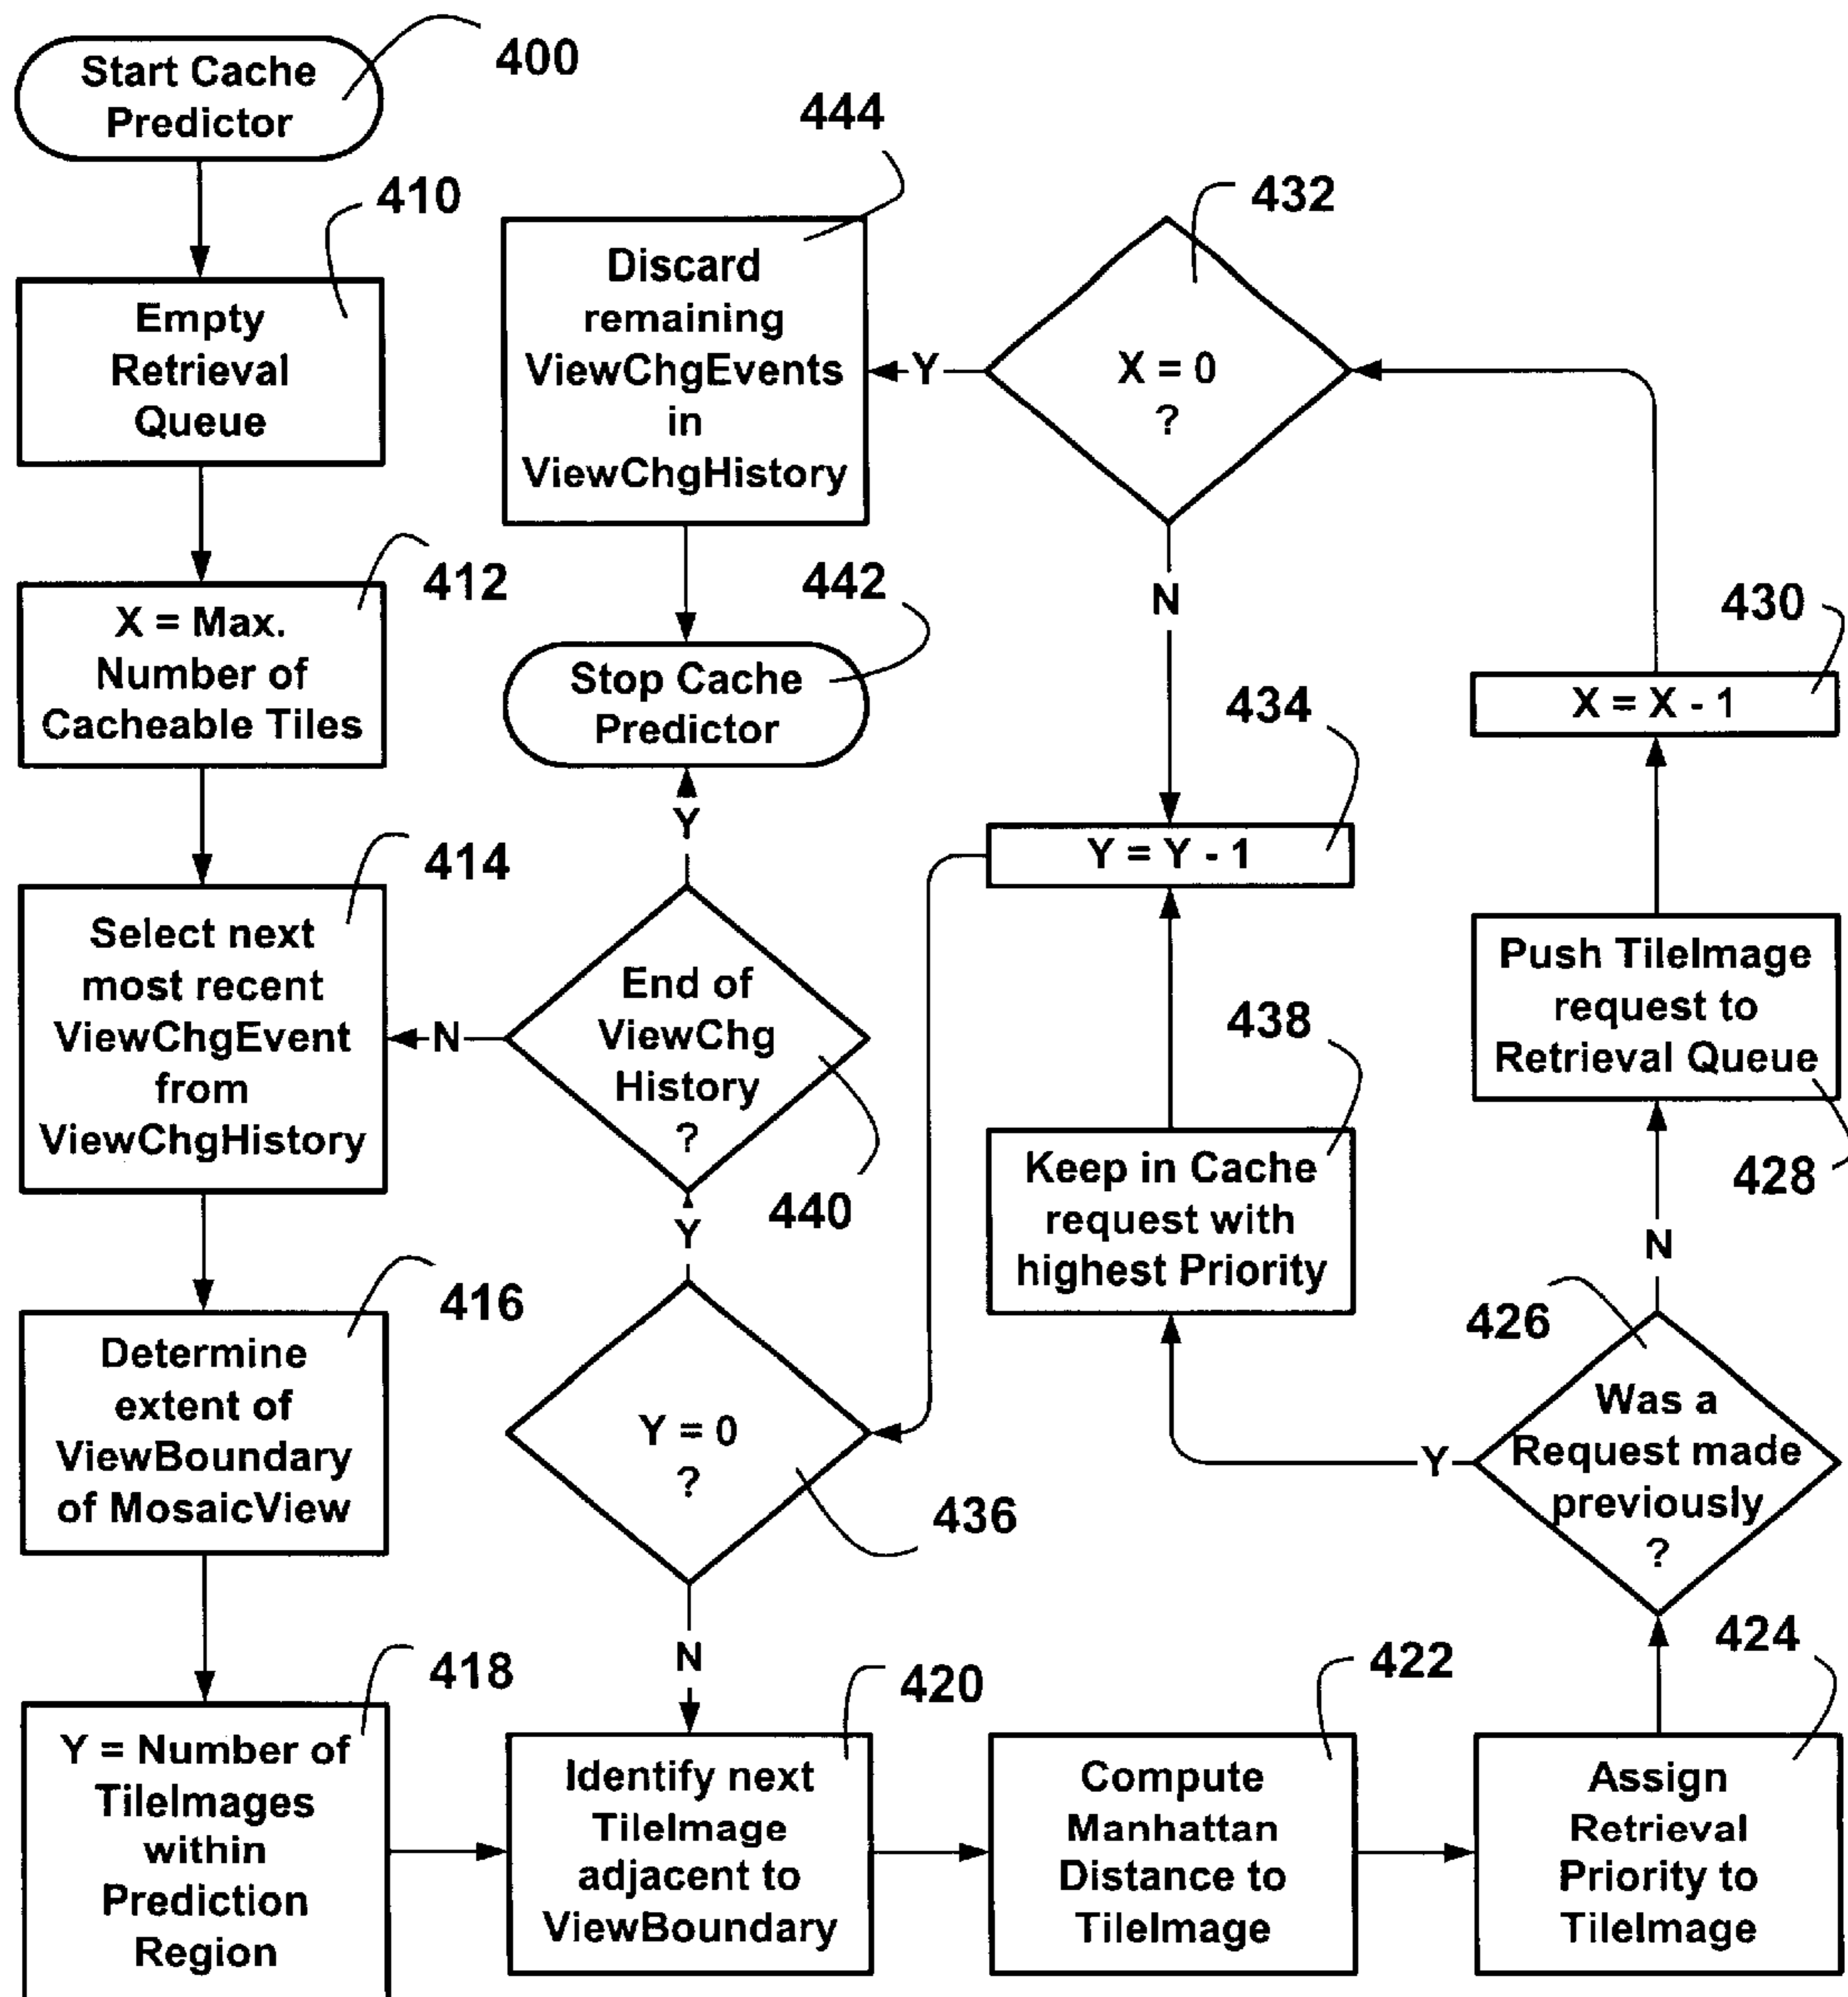 Start Cache
Predictor
400
Empty
Retrieval
Queue
410
X = Max.
Number of
Cacheable Tiles
412
Select next
most recent
ViewChgEvent
from
ViewChgHistory
414
Determine
extent of
ViewBoundary
of MosaicView
416
Y = Number of
TileImages
within
Prediction
Region
418
Identify next
TileImage
adjacent to
ViewBoundary
420
Compute
Manhattan
Distance to
TileImage
422
Assign
Retrieval
Priority to
TileImage
424
Was a
Request made
previously
?
426
N
Y
Push TileImage
request to
Retrieval Queue
428
X = X - 1
430
X = 0
?
432
Y
N
Y = Y - 1
434
Keep in Cache
request with
highest Priority
438
Y = 0
?
436
Y
N
End of
ViewChg
History
?
440
N
Y
Discard
remaining
ViewChgEvents
in
ViewChgHistory
444
Stop Cache
Predictor
442